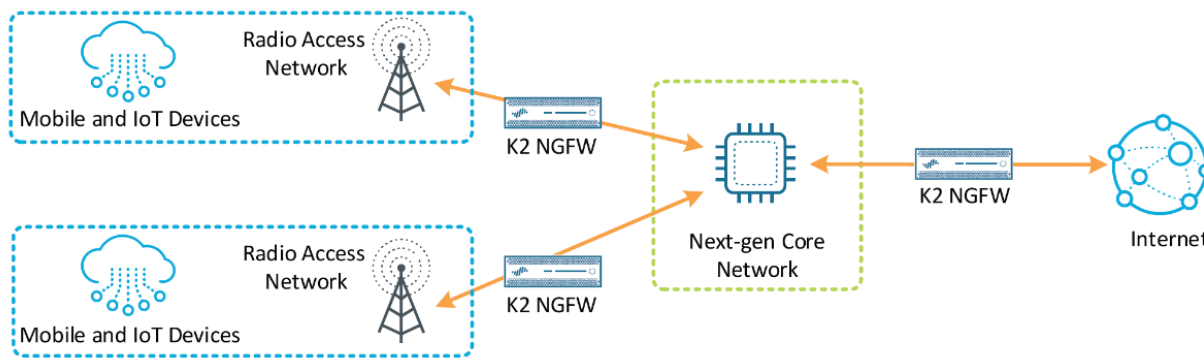 Radio Access
Network
Mobile and IoT Devices
K2 NGFW
Radio Access
Network
Mobile and IoT Devices
K2 NGFW
Next-gen Core
Network
K2 NGFW
Internet